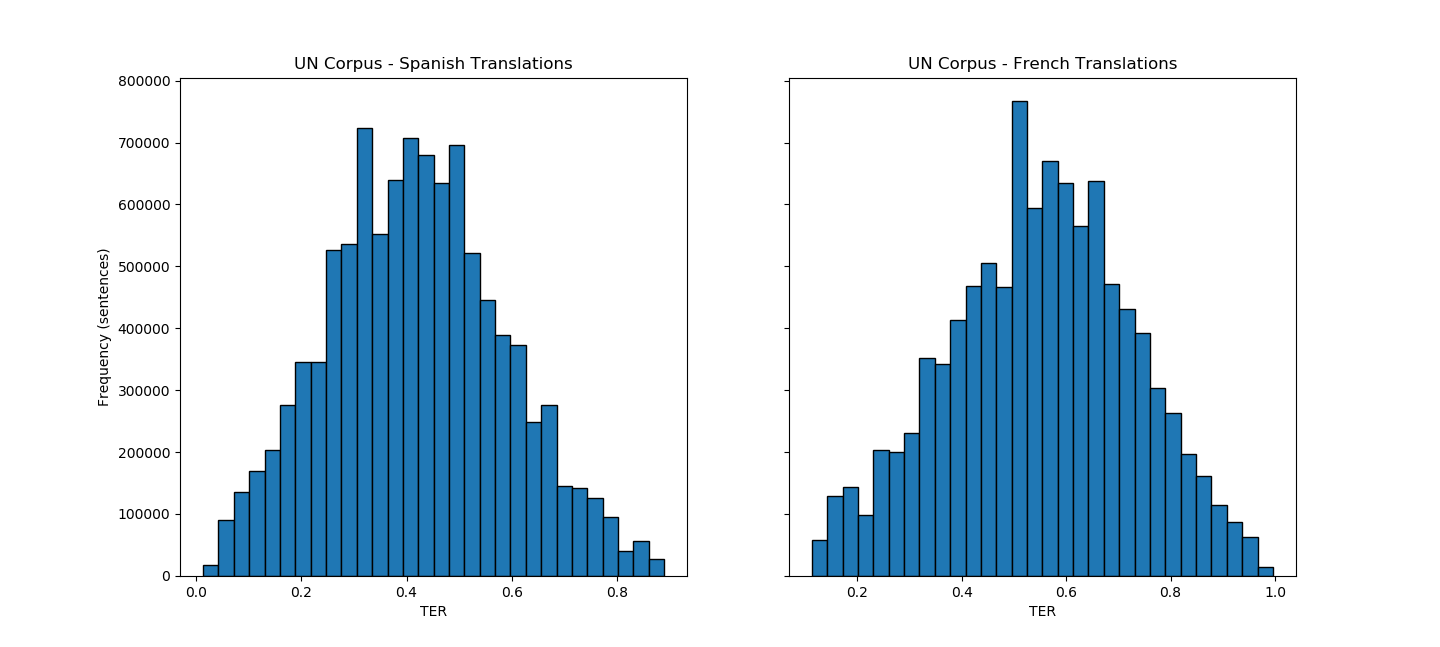 UN Corpus - Spanish Translations
800000
700000
600000
500000
400000
300000
200000
100000
0
Frequency (sentences)
0.0 0.2 0.4 0.6 0.8
TER
UN Corpus - French Translations
0.2 0.4 0.6 0.8 1.0
TER